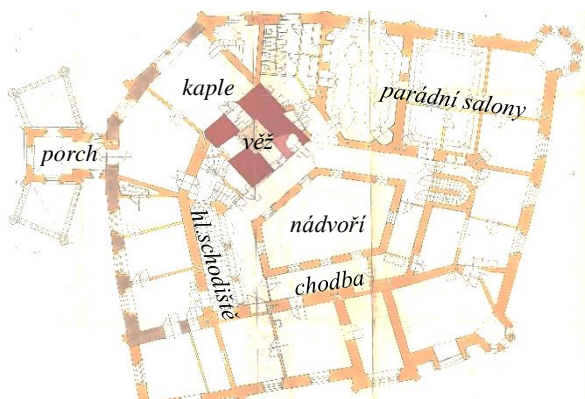 kaple
parádní salony
věž
porch
nádvoří
hl.schodiště
chodba